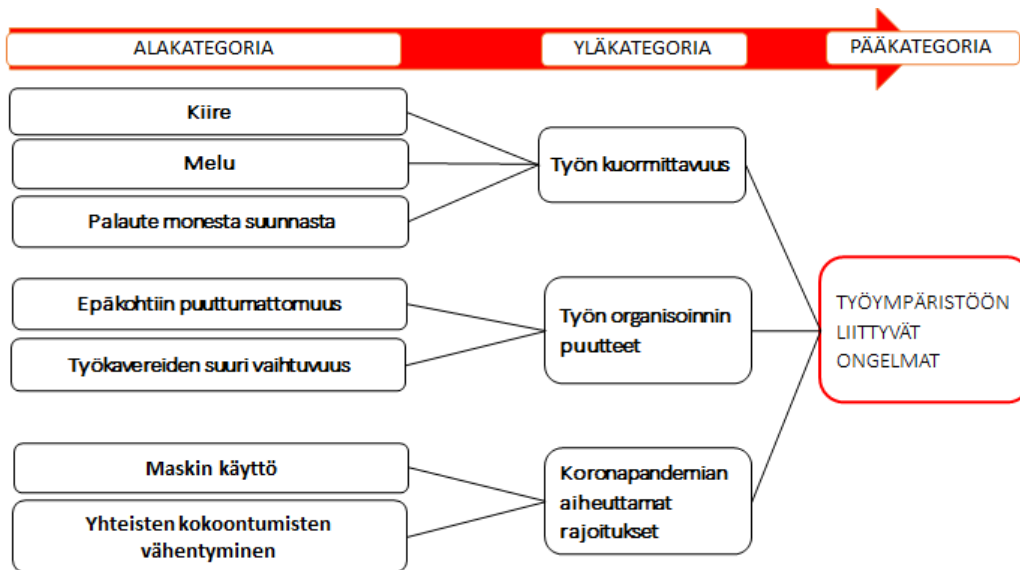 ALAKATEGORIA
YLÄKATEGORIA
PÄÄKATEGORIA
Kiire
Melu
Palaute monesta suunnasta
Työn kuormittavuus
Epäkohtiin puuttumattomuus
Työkavereiden suuri vaihtuvuus
Työn organisoinnin
puutteet
Maskin käyttö
Yhteisten kokoontumisten
vähentyminen
Koronapandemian
aiheuttamat
rajoitukset
TYÖYMPÄRISTÖÖN
LIITTYVÄT
ONGELMAT